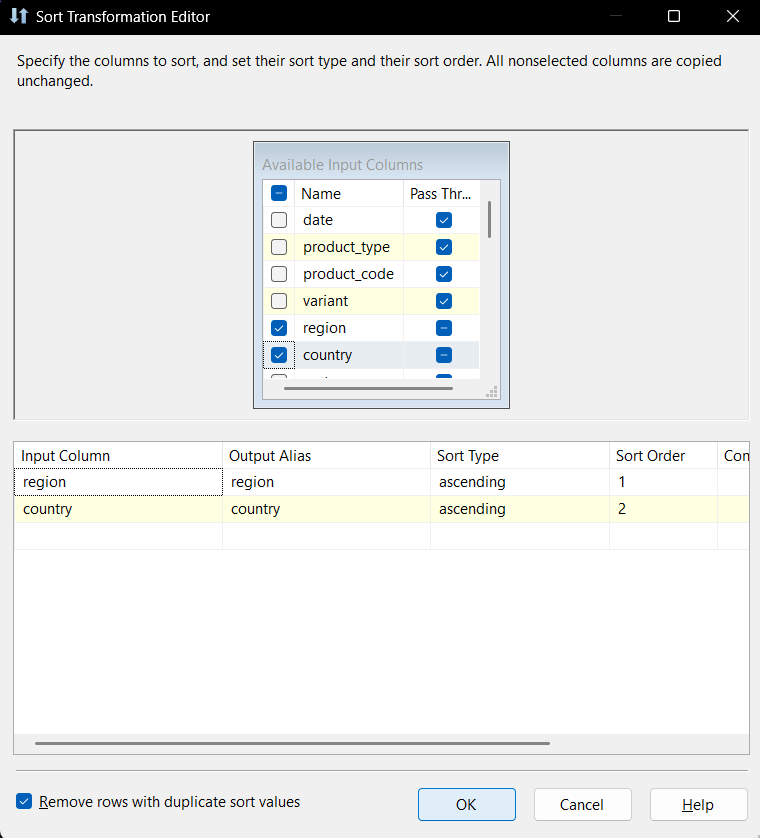 Sort Transformation Editor
Specify the columns to sort, and set their sort type and their sort order. All nonselected columns are copied
unchanged.
Available Input Columns
Name Pass Thr...
date
product_type
product_code
variant
region
country
Input Column Output Alias Sort Type Sort Order
region region ascending 1
country country ascending 2
Remove rows with duplicate sort values OK Cancel Help